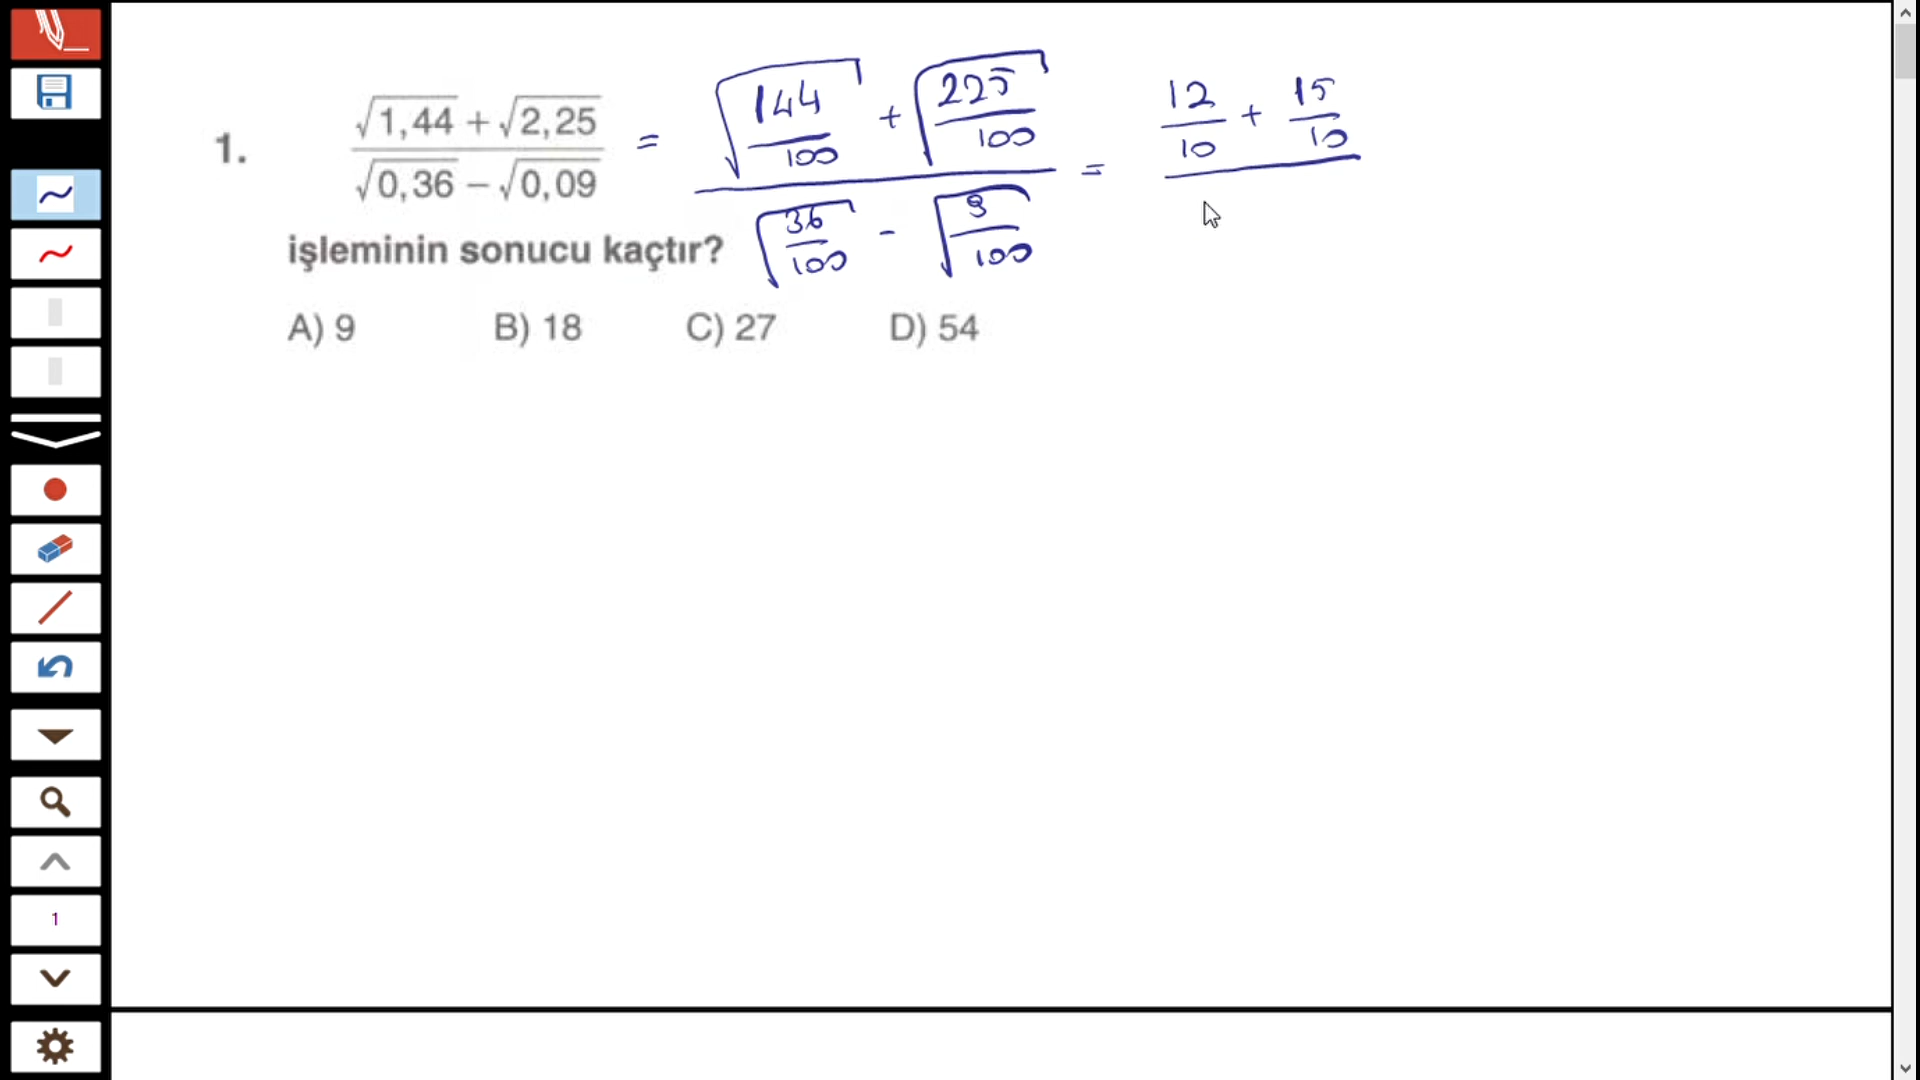 1. (√1,44 + √2,25) / (√0,36 − √0,09) = (√(144/100) + √(225/100)) / (√(36/100) - √(9/100)) = 12/10 + 15/10
işleminin sonucu kaçtır?
A) 9 B) 18 C) 27 D) 54
1